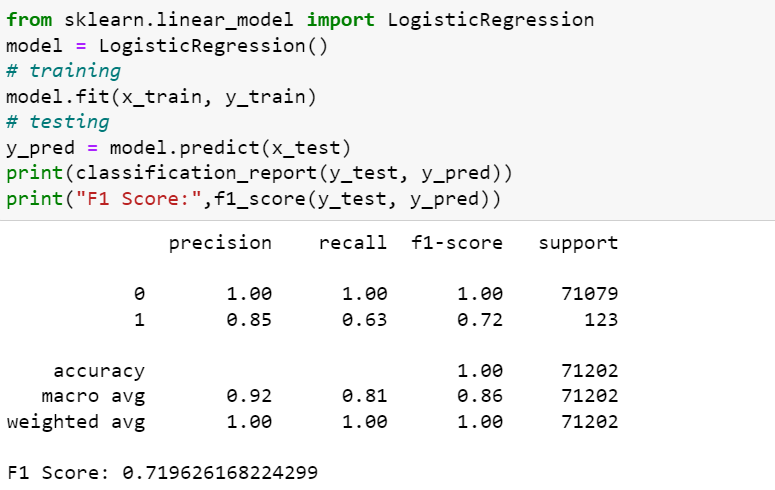 from sklearn.linear_model import LogisticRegression
model = LogisticRegression()
# training
model.fit(x_train, y_train)
# testing
y_pred = model.predict(x_test)
print(classification_report(y_test, y_pred))
print("F1 Score:",f1_score(y_test, y_pred))
precision recall f1-score support
0 1.00 1.00 1.00 71079
1 0.85 0.63 0.72 123
accuracy 1.00 71202
macro avg 0.92 0.81 0.86 71202
weighted avg 1.00 1.00 1.00 71202
F1 Score: 0.719626168224299